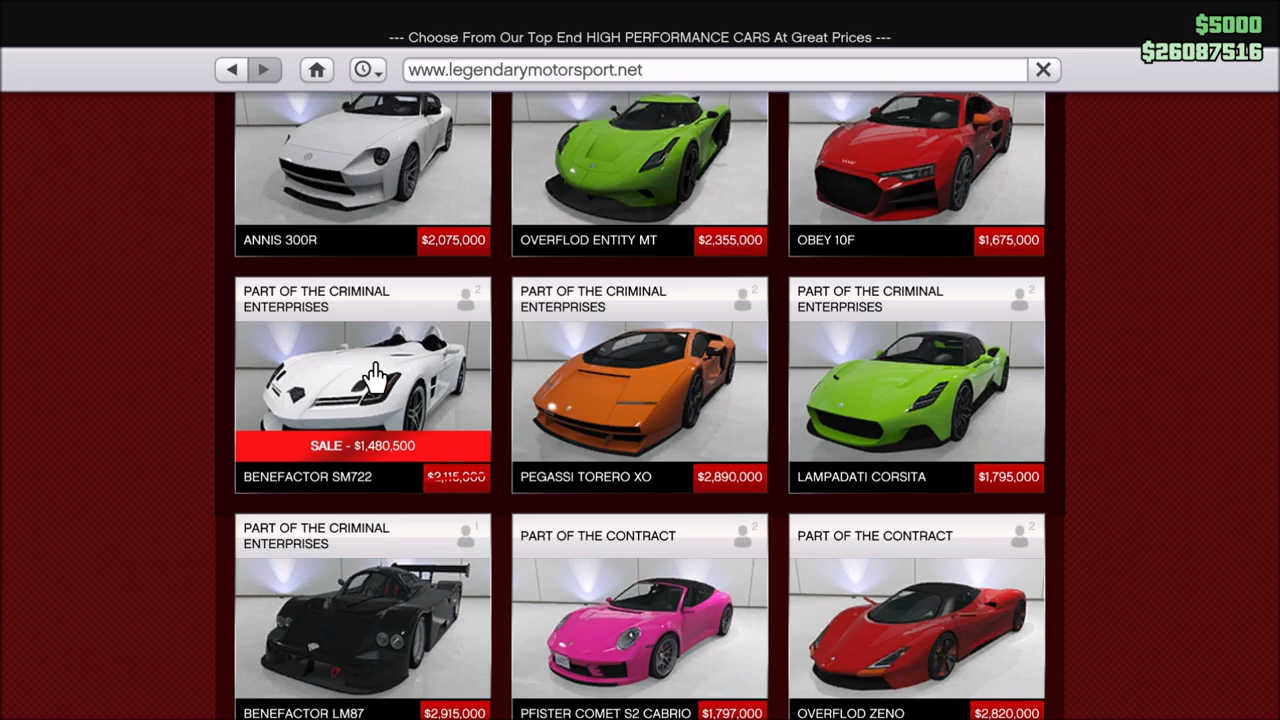 $5000
--- Choose From Our Top End HIGH PERFORMANCE CARS At Great Prices ---
$26087516
www.legendarymotorsport.net
ANNIS 300R
$2,075,000
OVERFLOD ENTITY MT
$2,355,000
OBEY 10F
$1,675,000
PART OF THE CRIMINAL
ENTERPRISES
2
PART OF THE CRIMINAL
ENTERPRISES
2
PART OF THE CRIMINAL
ENTERPRISES
2
SALE - $1,480,500
BENEFACTOR SM722
$2,115,000
PEGASSI TORERO XO
$2,890,000
LAMPADATI CORSITA
$1,795,000
PART OF THE CRIMINAL
ENTERPRISES
1
PART OF THE CONTRACT
2
PART OF THE CONTRACT
2
BENEFACTOR LM87
$2,915,000
PFISTER COMET S2 CABRIO
$1,797,000
OVERFLOD ZENO
$2,820,000